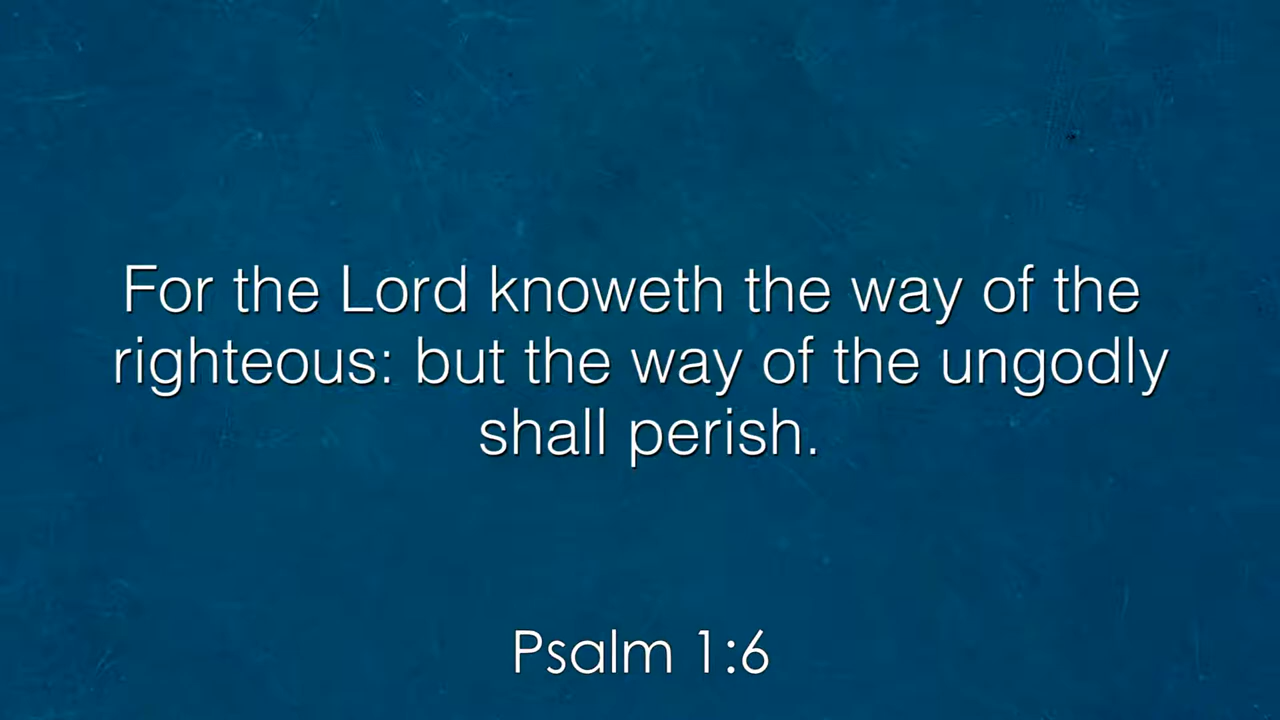 For the Lord knoweth the way of the
righteous: but the way of the ungodly
shall perish.
Psalm 1:6